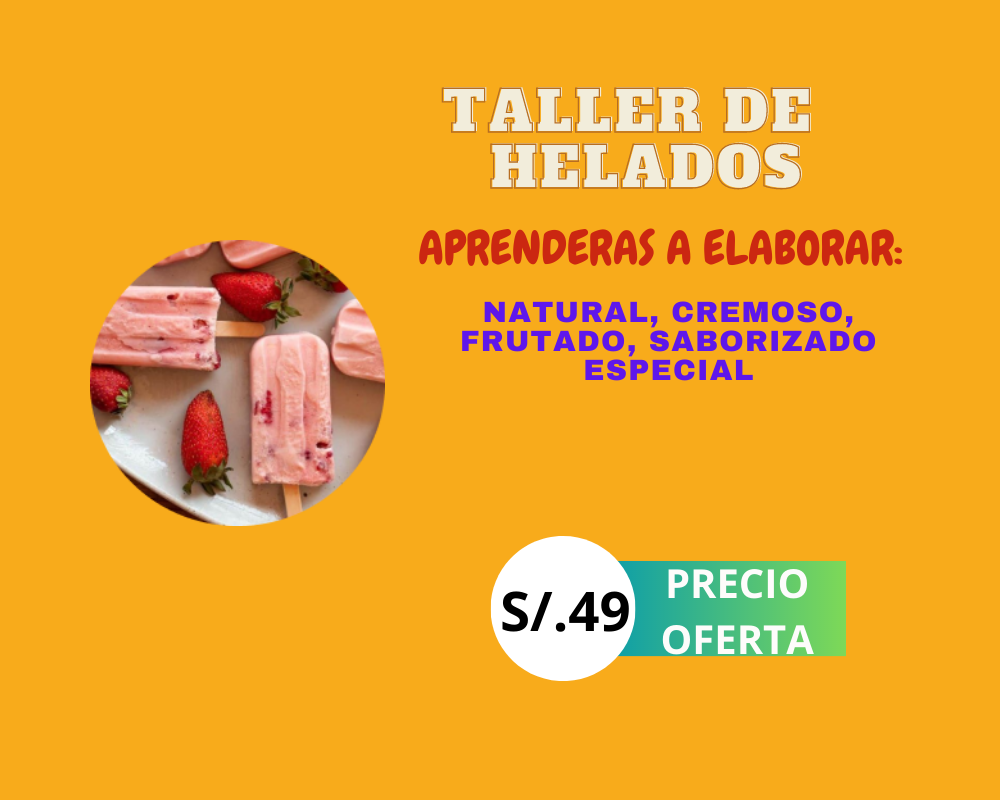 TALLER DE
HELADOS
APRENDERAS A ELABORAR:
NATURAL, CREMOSO,
FRUTADO, SABORIZADO
ESPECIAL
S/.49
PRECIO
OFERTA